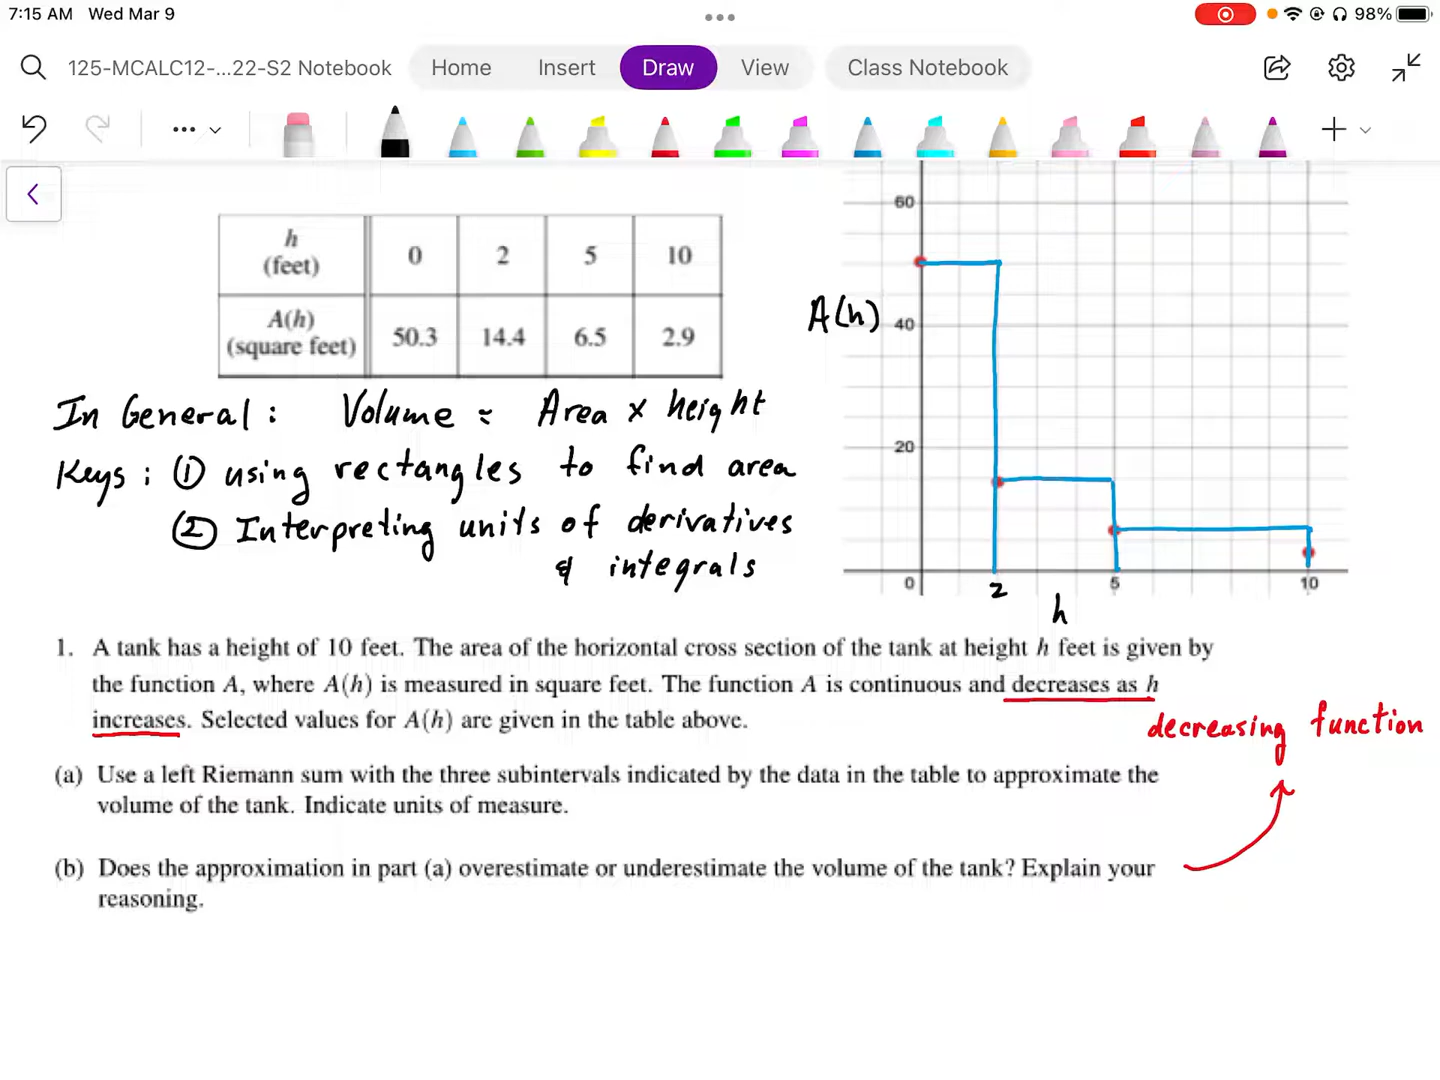 7:15 AM Wed Mar 9
98%
125-MCALC12-...22-S2 Notebook
Home
Insert
Draw
View
Class Notebook
h
(feet)
0
2
5
10
A(h)
(square feet)
50.3
14.4
6.5
2.9
60
A(h)
40
20
0
2
5
10
h
In General : Volume = Area x height
Keys : ① using rectangles to find area
② Interpreting units of derivatives
& integrals
1. A tank has a height of 10 feet. The area of the horizontal cross section of the tank at height h feet is given by
the function A, where A(h) is measured in square feet. The function A is continuous and decreases as h
increases. Selected values for A(h) are given in the table above.
decreasing function
(a) Use a left Riemann sum with the three subintervals indicated by the data in the table to approximate the
volume of the tank. Indicate units of measure.
(b) Does the approximation in part (a) overestimate or underestimate the volume of the tank? Explain your
reasoning.